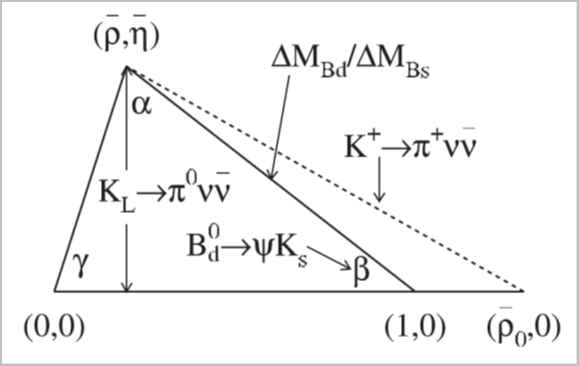 (ρ̄,η̄)
ΔM_Bd/ΔM_Bs
α
K⁺→π⁺νν̄
K_L→π⁰νν̄
B⁰_d→ψK_s
γ
β
(0,0)
(1,0)
(ρ̄₀,0)